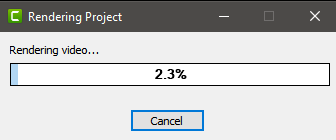 Rendering Project
Rendering video...
2.3%
Cancel